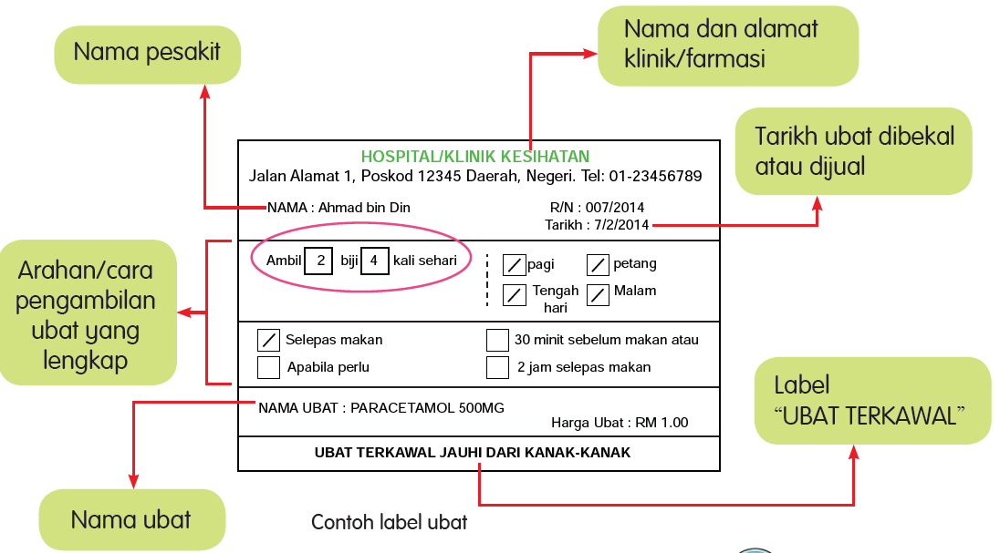 Nama pesakit
Nama dan alamat
klinik/farmasi
Tarikh ubat dibekal
atau dijual
HOSPITAL/KLINIK KESIHATAN
Jalan Alamat 1, Poskod 12345 Daerah, Negeri. Tel: 01-23456789
NAMA : Ahmad bin Din
R/N : 007/2014
Tarikh : 7/2/2014
Arahan/cara
pengambilan
ubat yang
lengkap
Ambil 2 biji 4 kali sehari
pagi
petang
Tengah
hari
Malam
Selepas makan
30 minit sebelum makan atau
Apabila perlu
2 jam selepas makan
NAMA UBAT : PARACETAMOL 500MG
Harga Ubat : RM 1.00
UBAT TERKAWAL JAUHI DARI KANAK-KANAK
Label
“UBAT TERKAWAL”
Nama ubat
Contoh label ubat